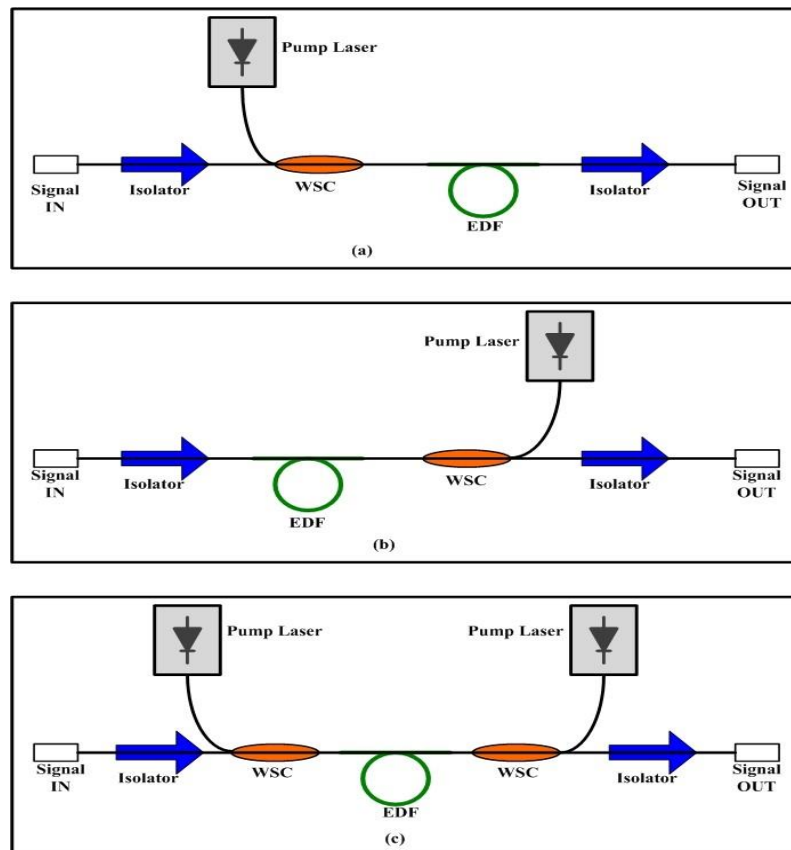 Pump Laser
Signal
IN
Isolator
WSC
EDF
Isolator
Signal
OUT
(a)
Pump Laser
Signal
IN
Isolator
EDF
WSC
Isolator
Signal
OUT
(b)
Pump Laser
Pump Laser
Signal
IN
Isolator
WSC
EDF
WSC
Isolator
Signal
OUT
(c)